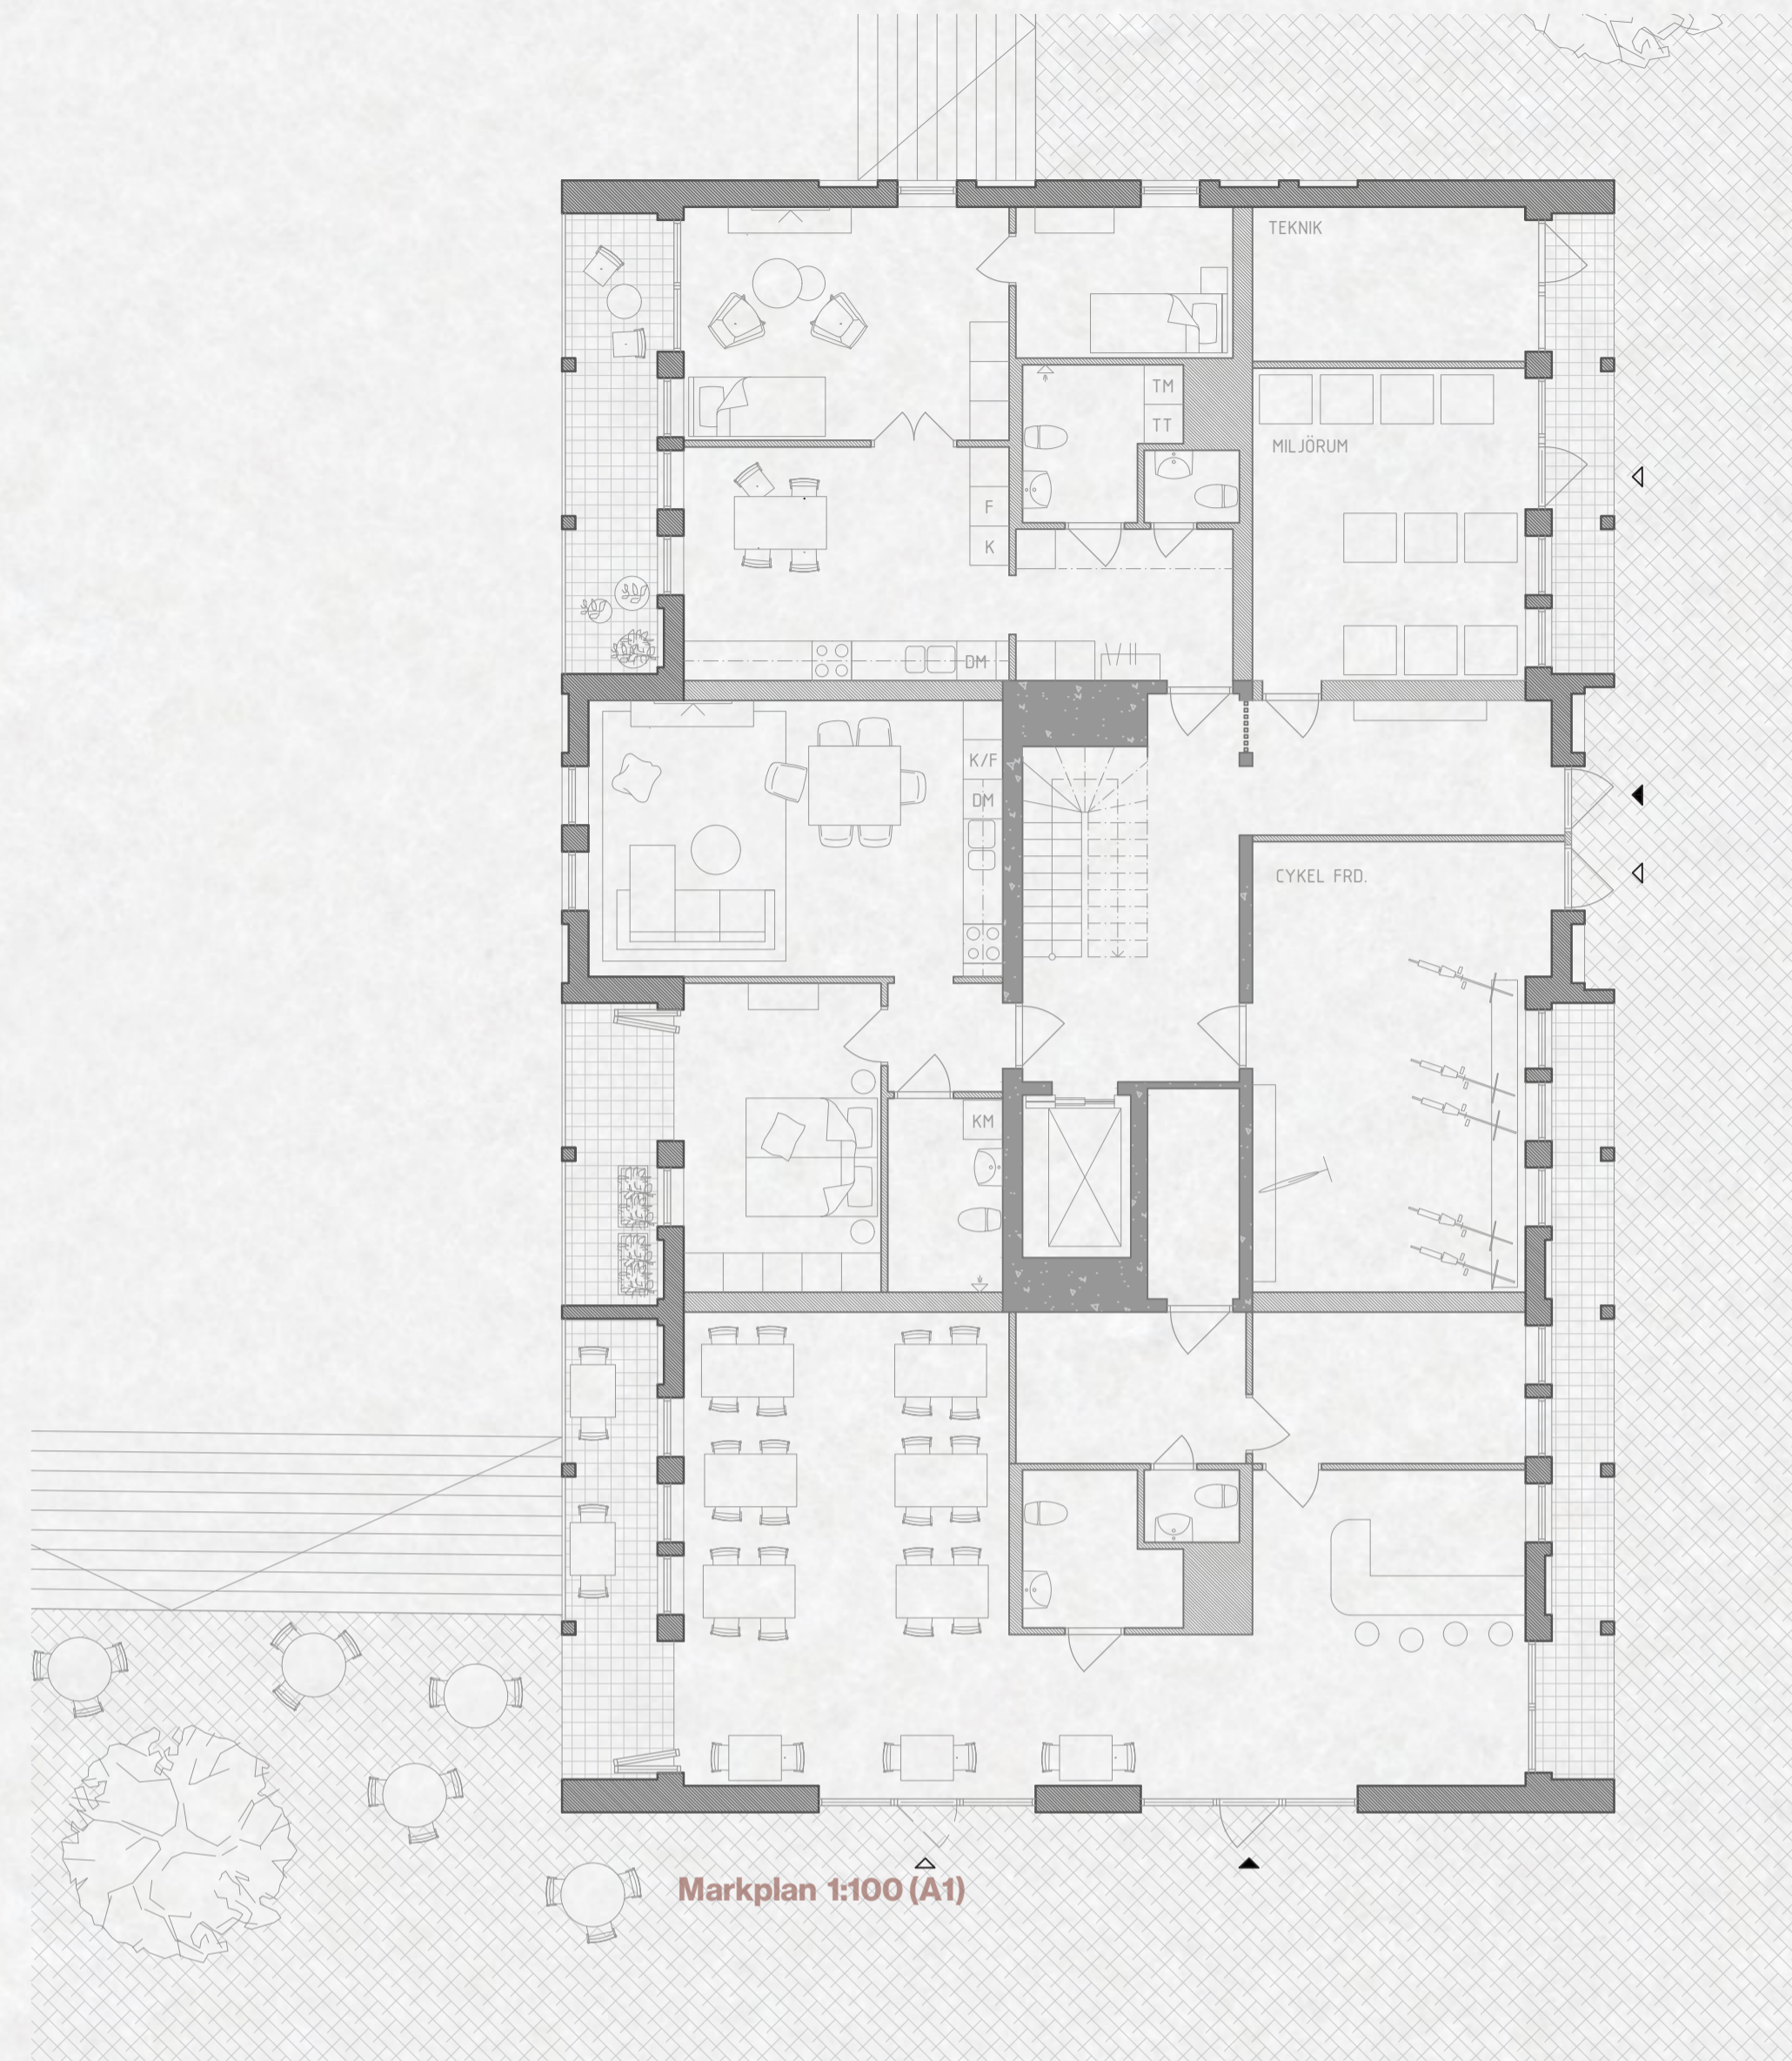 TEKNIK
TM
TT
MILJÖRUM
F
K
DM
K/F
DM
CYKEL FRD.
KM
Markplan 1:100 (A1)